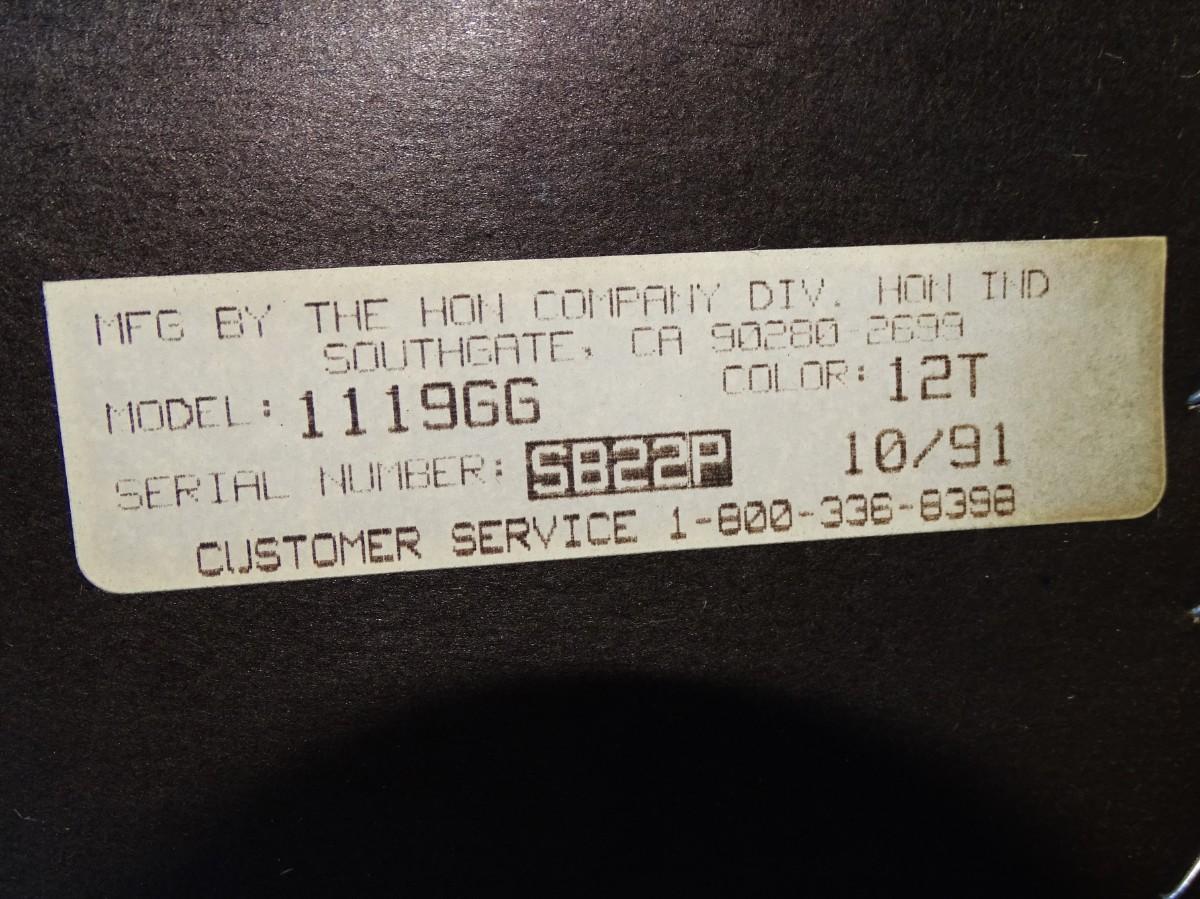 MFG BY THE HON COMPANY DIV. HON IND
SOUTHGATE, CA 90280-2699
MODEL: 1119GG COLOR: 12T
SERIAL NUMBER: SB22P 10/91
CUSTOMER SERVICE 1-800-336-8398